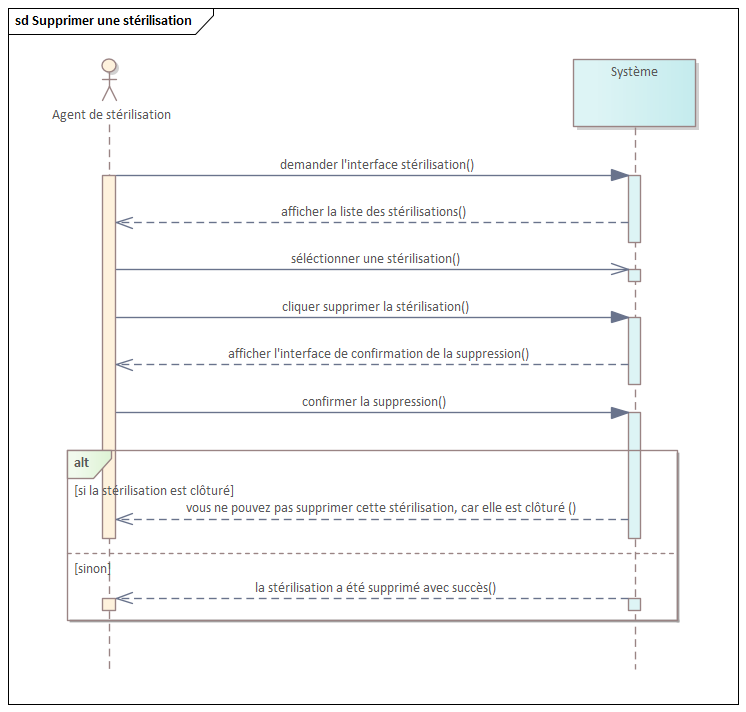 sd Supprimer une stérilisation
Système
Agent de stérilisation
demander l'interface stérilisation()
afficher la liste des stérilisations()
séléctionner une stérilisation()
cliquer supprimer la stérilisation()
afficher l'interface de confirmation de la suppression()
confirmer la suppression()
alt
[si la stérilisation est clôturé]
vous ne pouvez pas supprimer cette stérilisation, car elle est clôturé ()
[sinon]
la stérilisation a été supprimé avec succès()